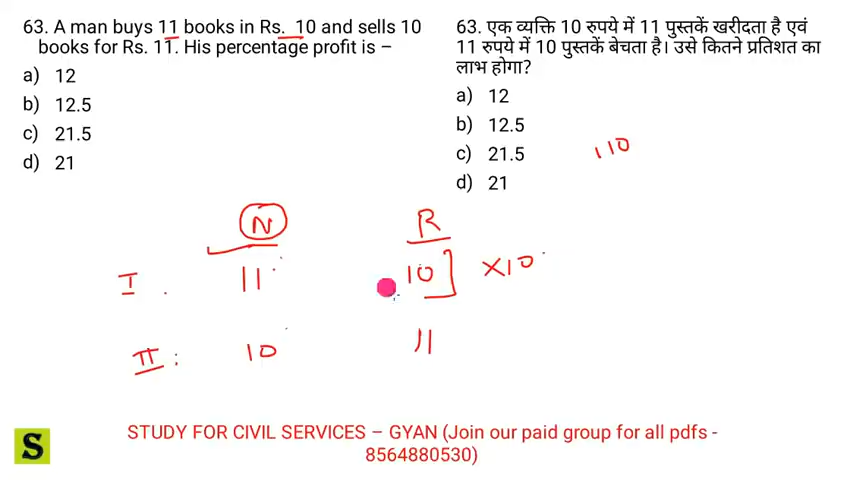 63. A man buys 11 books in Rs. 10 and sells 10
books for Rs. 11. His percentage profit is –
a) 12
b) 12.5
c) 21.5
d) 21
63. एक व्यक्ति 10 रुपये में 11 पुस्तकें खरीदता है एवं
11 रुपये में 10 पुस्तकें बेचता है। उसे कितने प्रतिशत का
लाभ होगा?
a) 12
b) 12.5
c) 21.5
d) 21
110
N R
I. 11 10] ×10
II: 10 11
S
STUDY FOR CIVIL SERVICES – GYAN (Join our paid group for all pdfs -
8564880530)